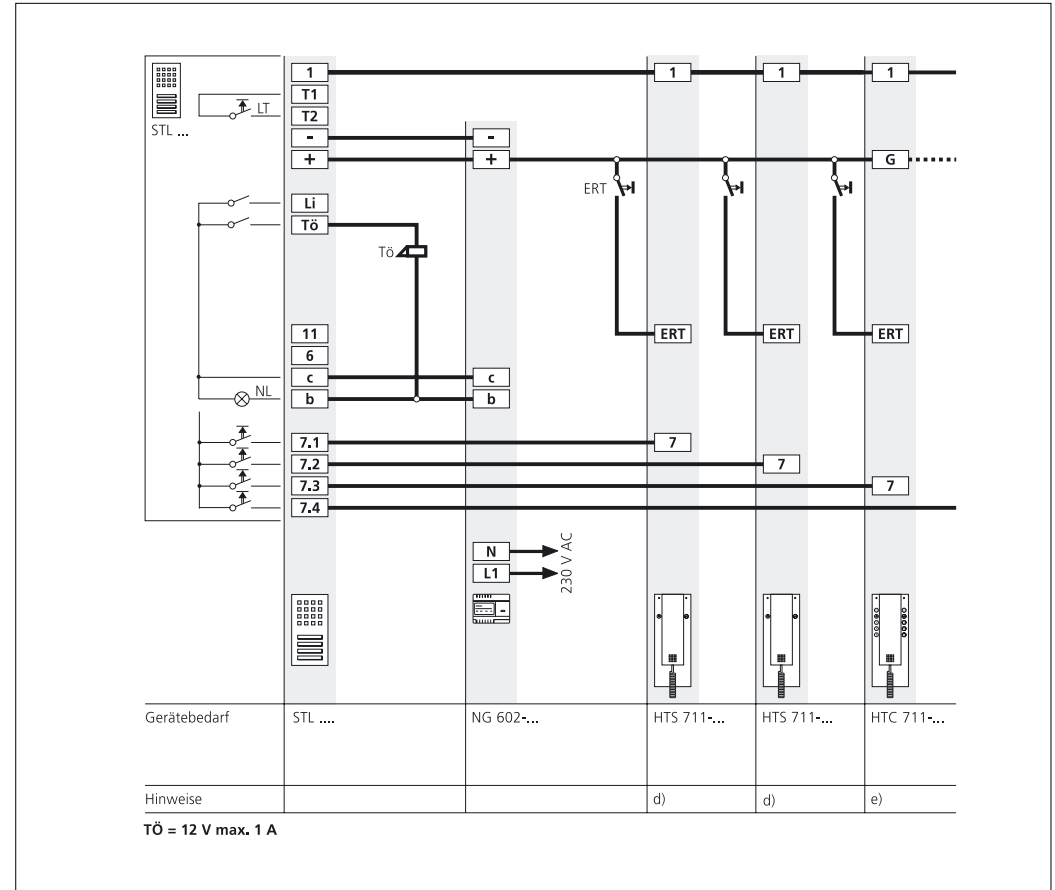 1 1 1 1
T1
LT
T2
STL ...
- -
+ + G
ERT
Li
Tö
Tö
11 ERT ERT ERT
6
c c
NL
b b
7.1 7
7.2 7
7.3 7
7.4
N
L1
230 V AC
Gerätebedarf STL .... NG 602-... HTS 711-... HTS 711-... HTC 711-...
Hinweise d) d) e)
TÖ = 12 V max. 1 A